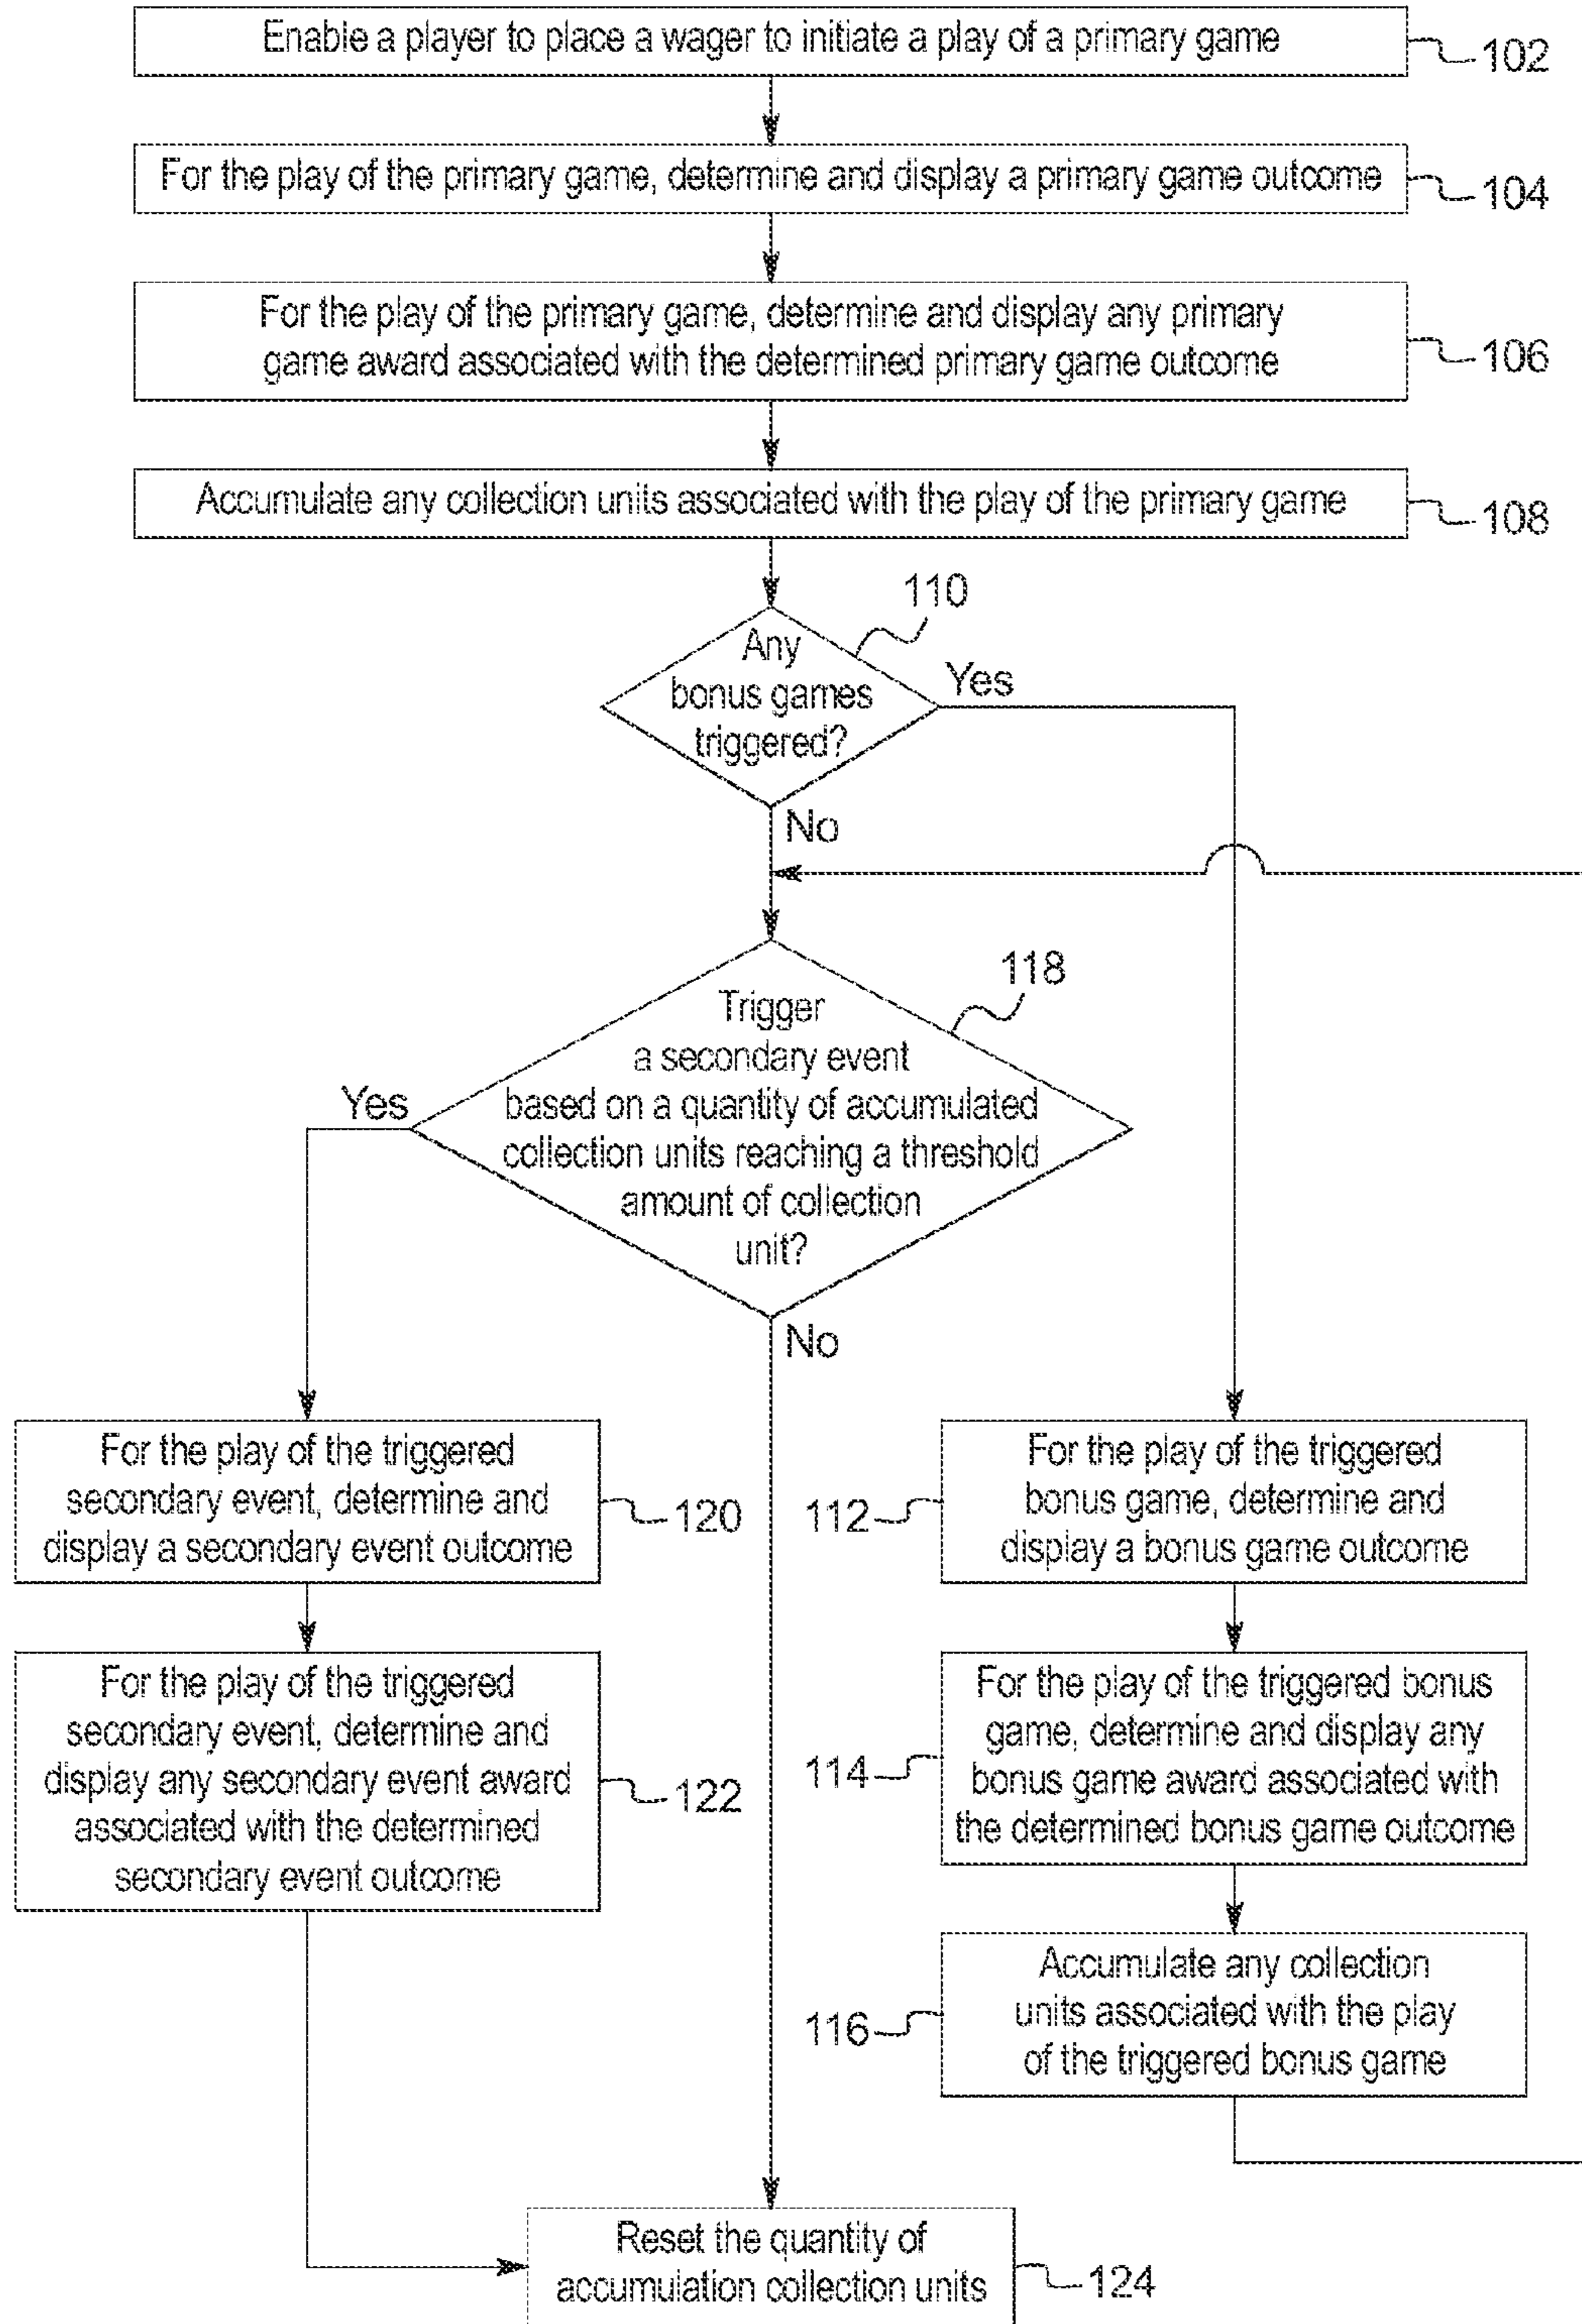 Enable a player to place a wager to initiate a play of a primary game
102
For the play of the primary game, determine and display a primary game outcome
104
For the play of the primary game, determine and display any primary
game award associated with the determined primary game outcome
106
Accumulate any collection units associated with the play of the primary game
108
110
Any
bonus games
triggered?
Yes
No
118
Trigger
a secondary event
based on a quantity of accumulated
collection units reaching a threshold
amount of collection
unit?
Yes
No
For the play of the triggered
secondary event, determine and
display a secondary event outcome
120
112
For the play of the triggered
bonus game, determine and
display a bonus game outcome
For the play of the triggered
secondary event, determine and
display any secondary event award
associated with the determined
secondary event outcome
122
114
For the play of the triggered bonus
game, determine and display any
bonus game award associated with
the determined bonus game outcome
116
Accumulate any collection
units associated with the play
of the triggered bonus game
Reset the quantity of
accumulation collection units
124